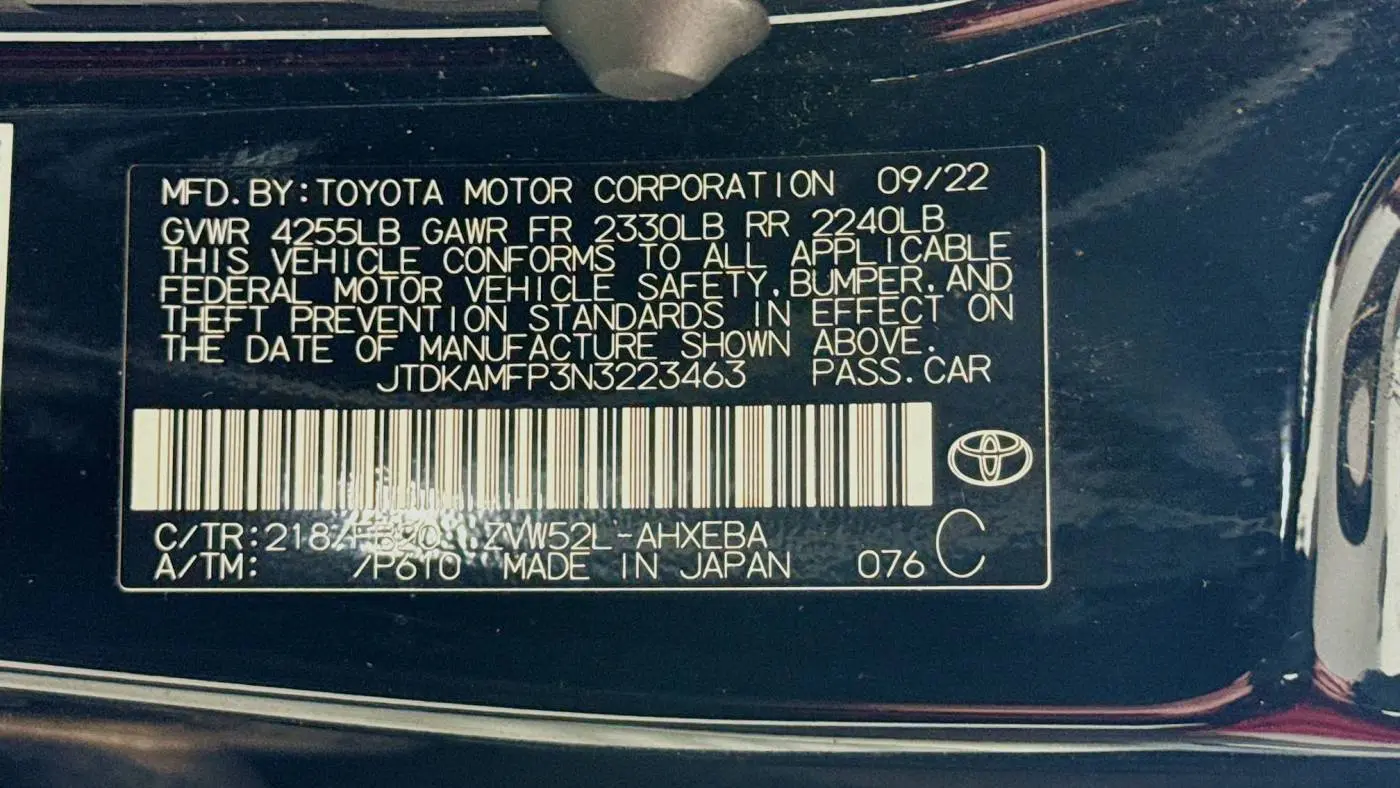 MFD.BY:TOYOTA MOTOR CORPORATION 09/22
GVWR 4255LB GAWR FR 2330LB RR 2240LB
THIS VEHICLE CONFORMS TO ALL APPLICABLE
FEDERAL MOTOR VEHICLE SAFETY,BUMPER,AND
THEFT PREVENTION STANDARDS IN EFFECT ON
THE DATE OF MANUFACTURE SHOWN ABOVE.
JTDKAMFP3N3223463 PASS.CAR
C/TR: ZVW52L-AHXEBA C
A/TM: /P610 MADE IN JAPAN 076